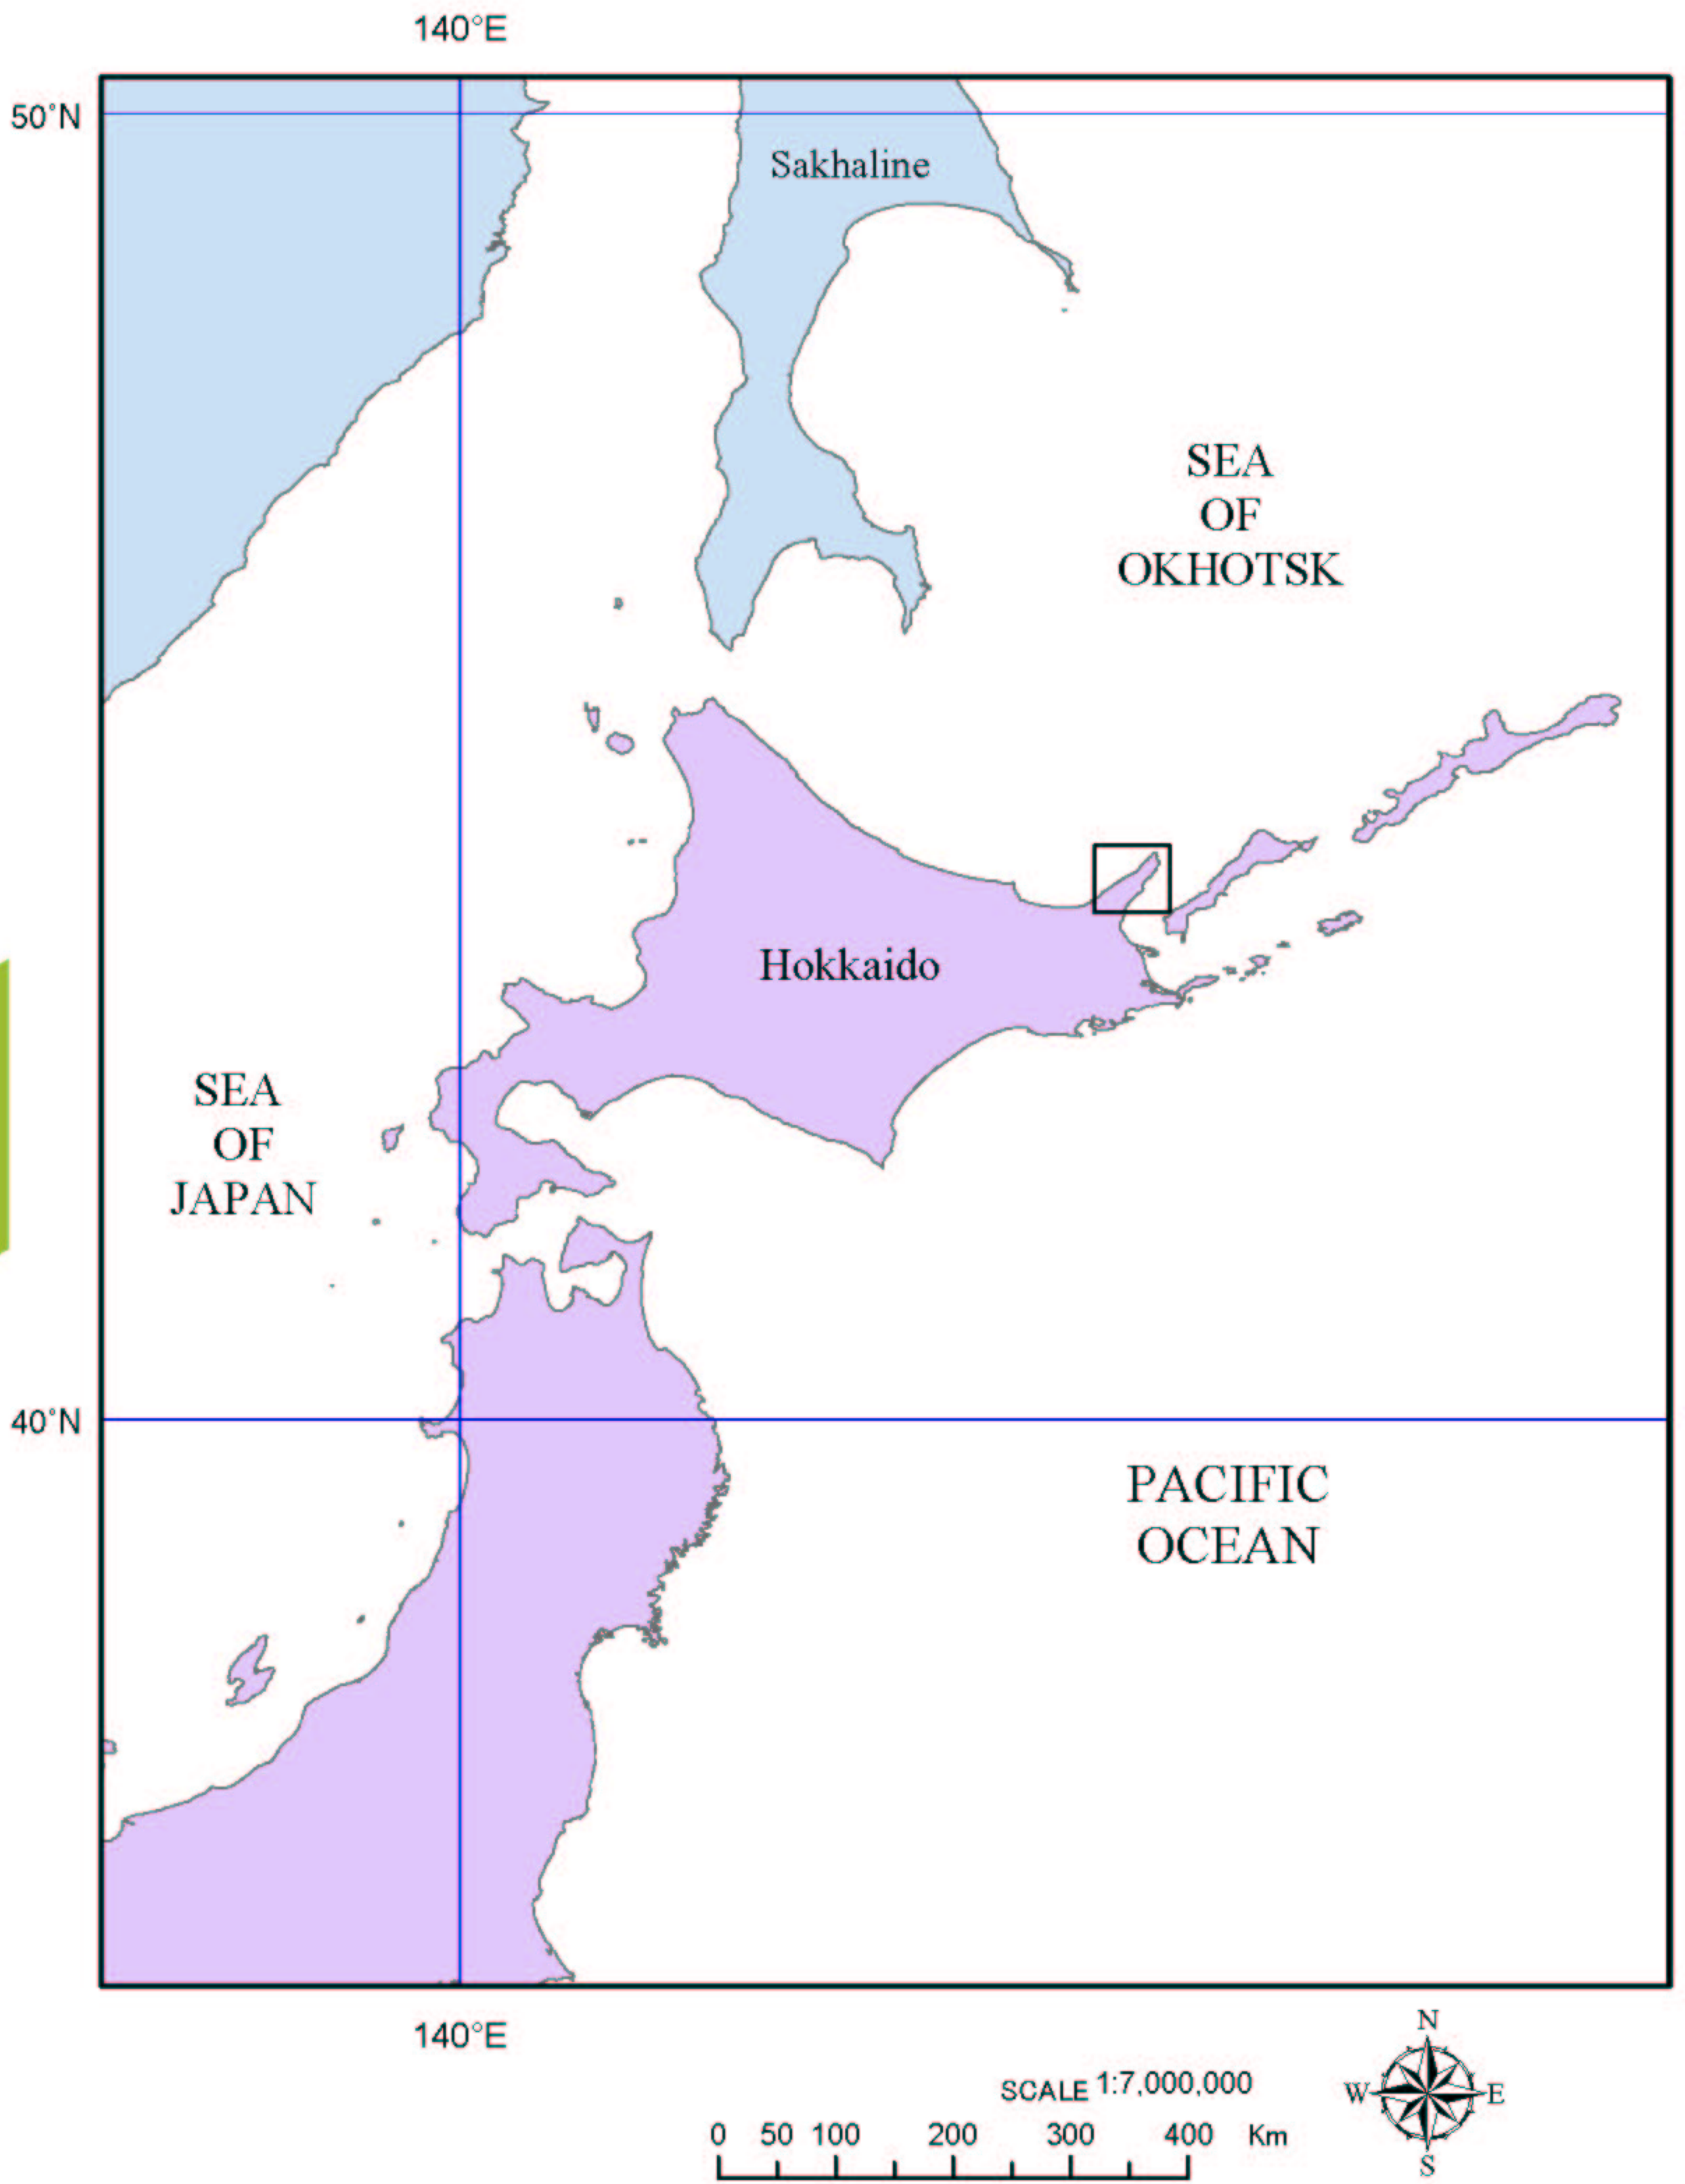 140°E
50°N
Sakhaline
SEA
OF
OKHOTSK
Hokkaido
SEA
OF
JAPAN
40°N
PACIFIC
OCEAN
140°E
N
SCALE 1:7,000,000
W E
0 50 100 200 300 400 Km
S